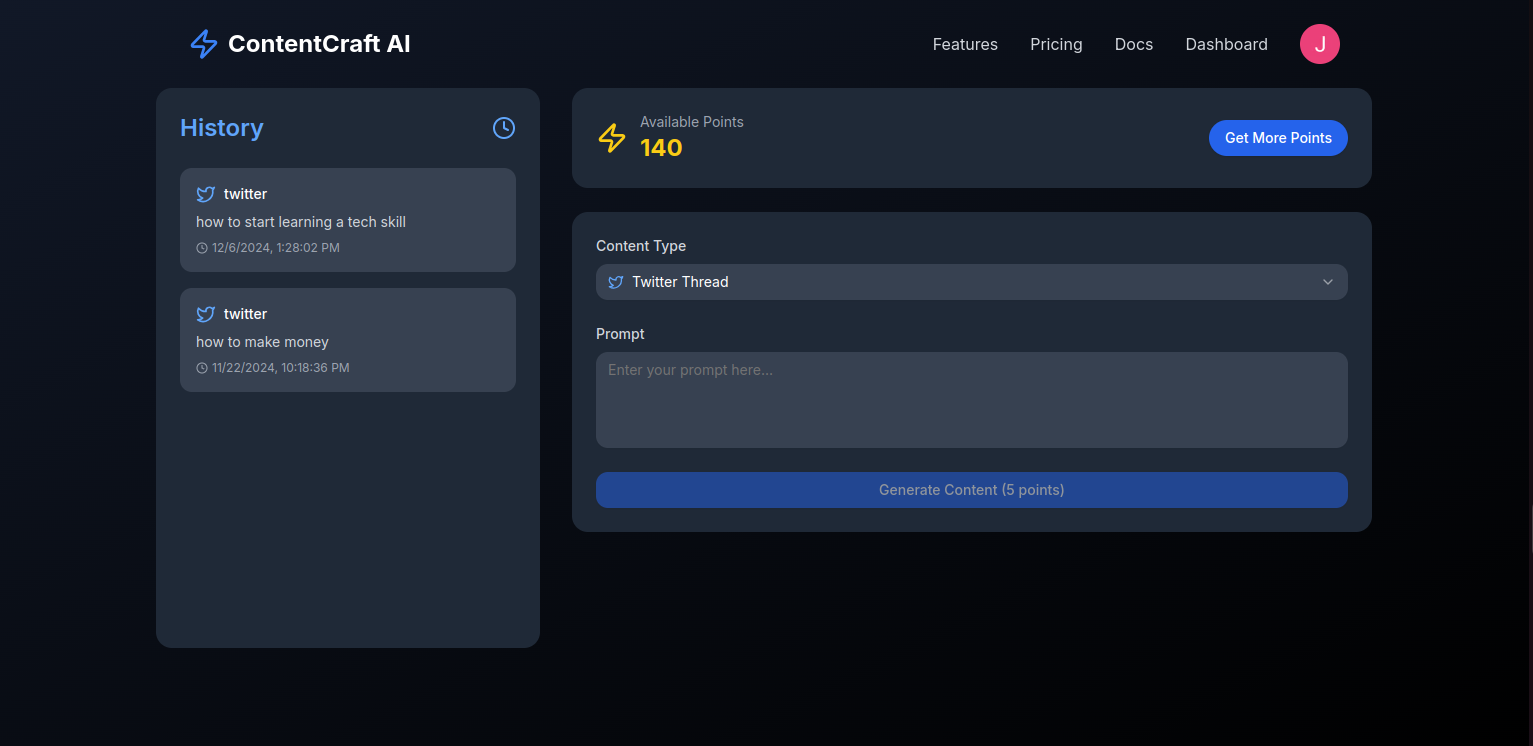 ContentCraft AI
Features
Pricing
Docs
Dashboard
J
History
twitter
how to start learning a tech skill
12/6/2024, 1:28:02 PM
twitter
how to make money
11/22/2024, 10:18:36 PM
Available Points
140
Get More Points
Content Type
Twitter Thread
Prompt
Enter your prompt here...
Generate Content (5 points)